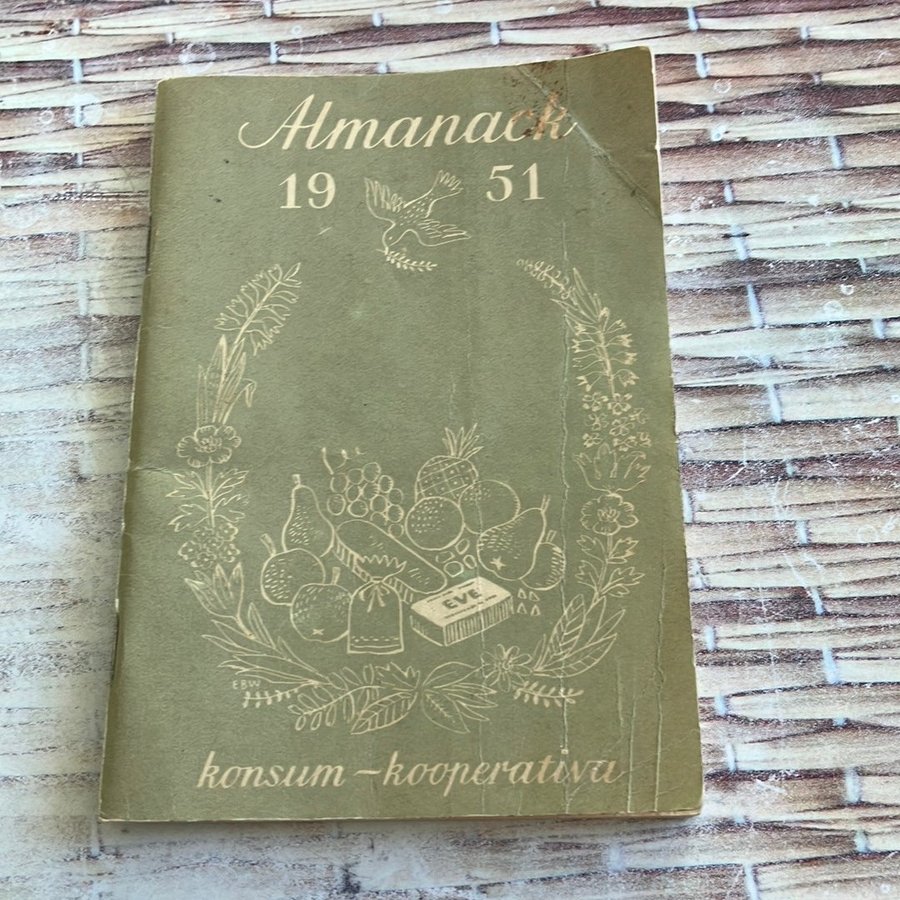 Almanack
19 51
EVE
EBW
konsum - kooperativa